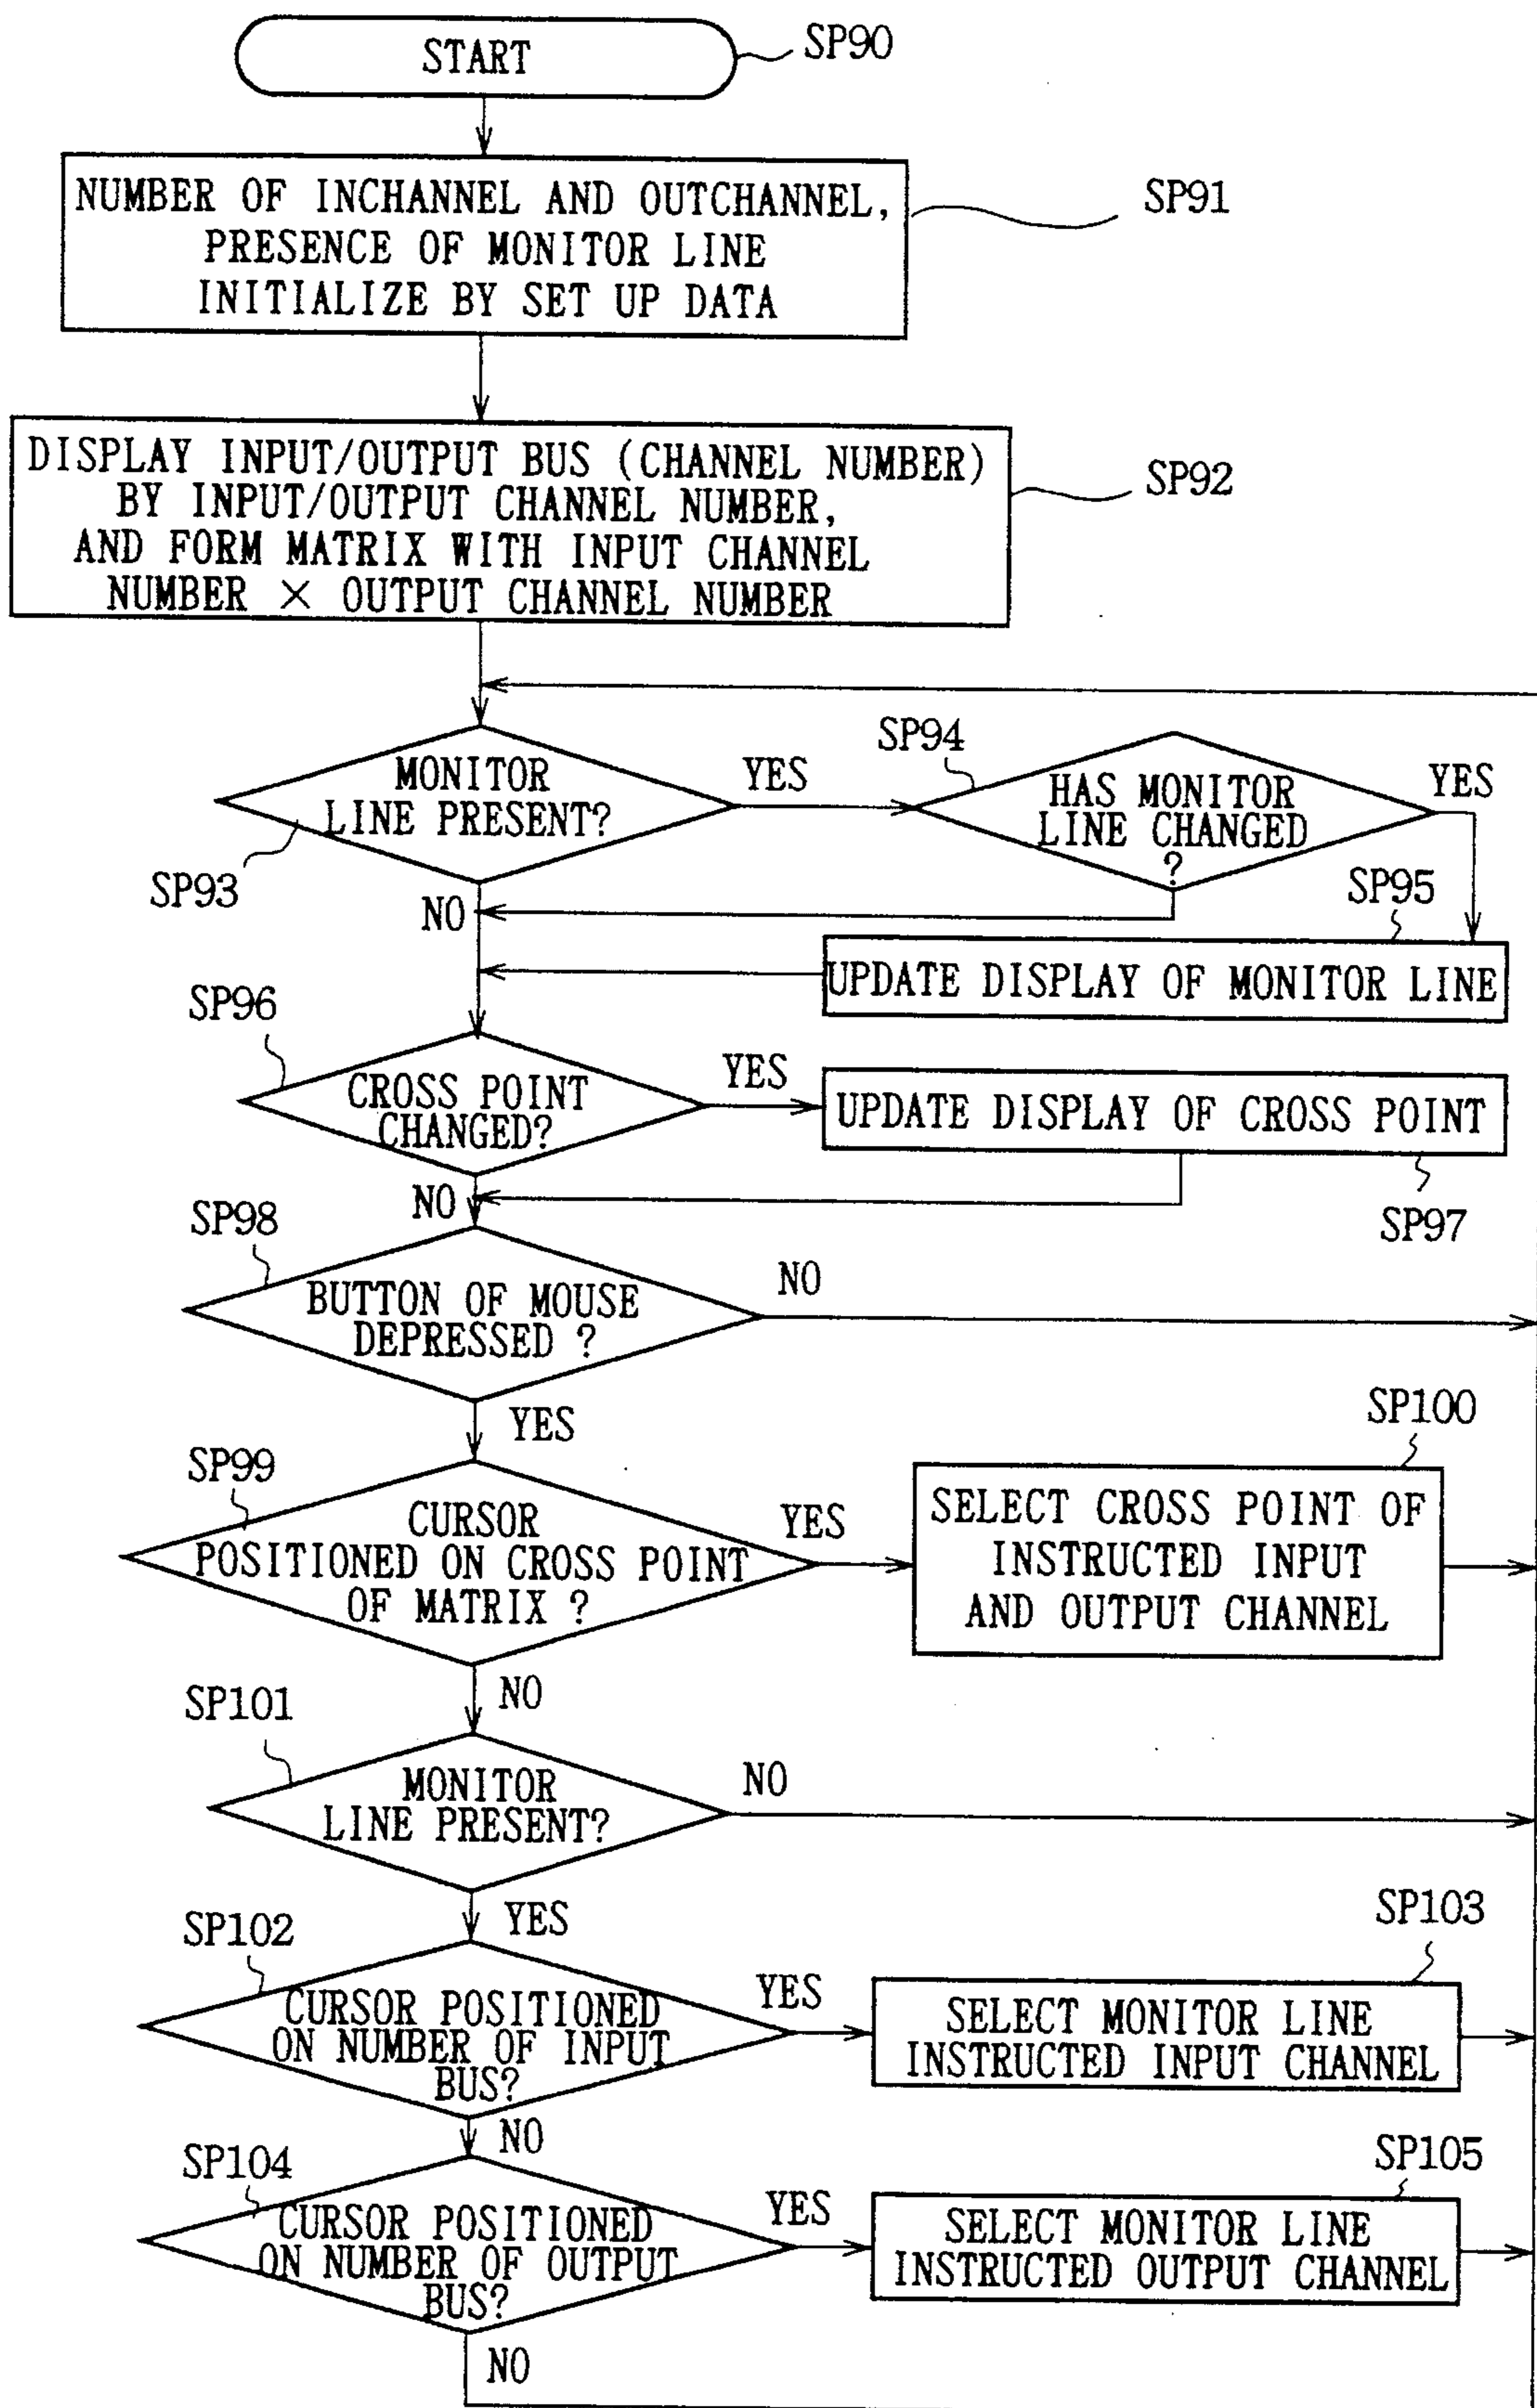 START
SP90
NUMBER OF INCHANNEL AND OUTCHANNEL,
PRESENCE OF MONITOR LINE
INITIALIZE BY SET UP DATA
SP91
DISPLAY INPUT/OUTPUT BUS (CHANNEL NUMBER)
BY INPUT/OUTPUT CHANNEL NUMBER,
AND FORM MATRIX WITH INPUT CHANNEL
NUMBER × OUTPUT CHANNEL NUMBER
SP92
MONITOR
LINE PRESENT?
SP93
YES
NO
SP94
HAS MONITOR
LINE CHANGED
?
YES
SP95
UPDATE DISPLAY OF MONITOR LINE
SP96
CROSS POINT
CHANGED?
YES
NO
UPDATE DISPLAY OF CROSS POINT
SP97
SP98
BUTTON OF MOUSE
DEPRESSED ?
NO
YES
SP99
CURSOR
POSITIONED ON CROSS POINT
OF MATRIX ?
YES
NO
SP100
SELECT CROSS POINT OF
INSTRUCTED INPUT
AND OUTPUT CHANNEL
SP101
MONITOR
LINE PRESENT?
NO
YES
SP102
CURSOR POSITIONED
ON NUMBER OF INPUT
BUS?
YES
NO
SP103
SELECT MONITOR LINE
INSTRUCTED INPUT CHANNEL
SP104
CURSOR POSITIONED
ON NUMBER OF OUTPUT
BUS?
YES
NO
SP105
SELECT MONITOR LINE
INSTRUCTED OUTPUT CHANNEL